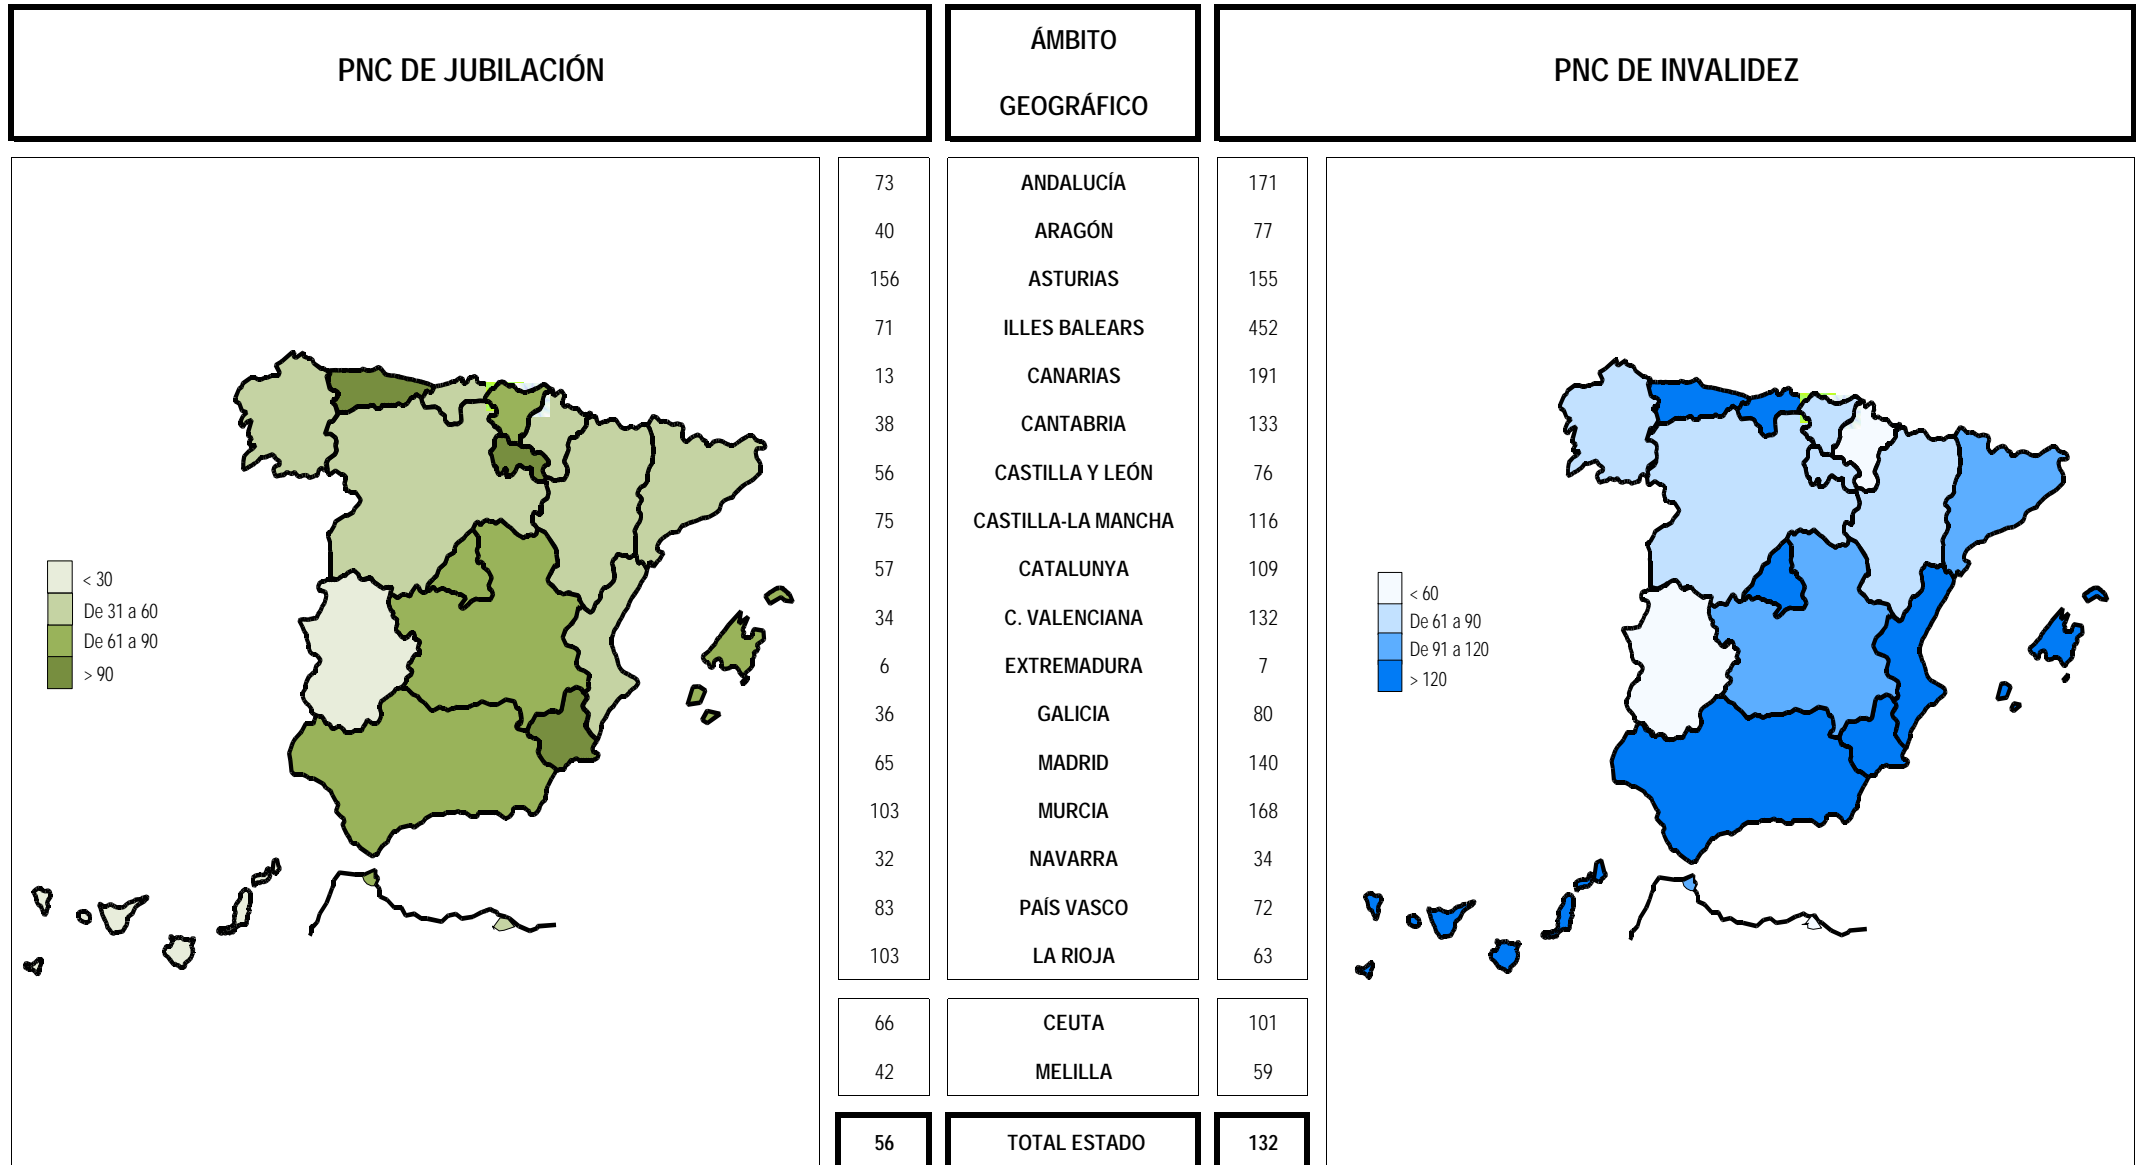 PNC DE JUBILACIÓN
ÁMBITO
GEOGRÁFICO
PNC DE INVALIDEZ
73 ANDALUCÍA 171
40 ARAGÓN 77
156 ASTURIAS 155
71 ILLES BALEARS 452
13 CANARIAS 191
38 CANTABRIA 133
56 CASTILLA Y LEÓN 76
75 CASTILLA-LA MANCHA 116
57 CATALUNYA 109
34 C. VALENCIANA 132
6 EXTREMADURA 7
36 GALICIA 80
65 MADRID 140
103 MURCIA 168
32 NAVARRA 34
83 PAÍS VASCO 72
103 LA RIOJA 63
66 CEUTA 101
42 MELILLA 59
56 TOTAL ESTADO 132
< 30
De 31 a 60
De 61 a 90
> 90
< 60
De 61 a 90
De 91 a 120
> 120